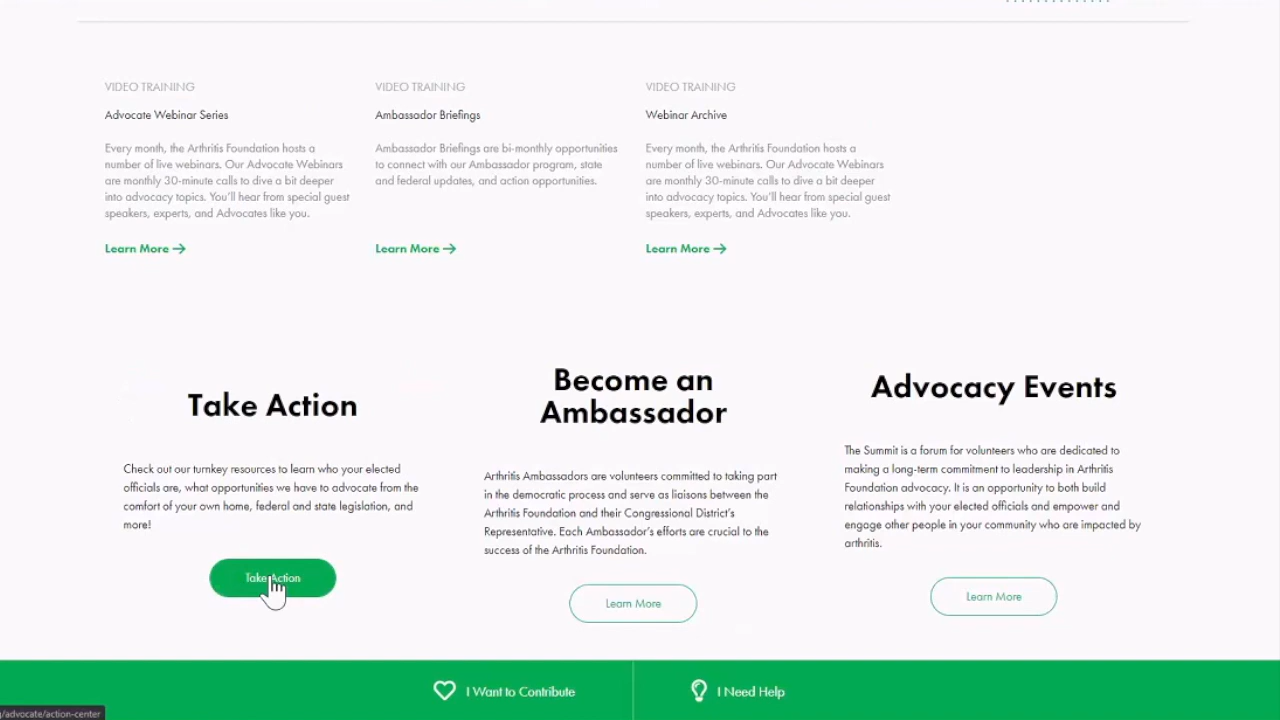 VIDEO TRAINING
Advocate Webinar Series
Every month, the Arthritis Foundation hosts a
number of live webinars. Our Advocate Webinars
are monthly 30-minute calls to dive a bit deeper
into advocacy topics. You'll hear from special guest
speakers, experts, and Advocates like you.
Learn More
VIDEO TRAINING
Ambassador Briefings
Ambassador Briefings are bi-monthly opportunities
to connect with our Ambassador program, state
and federal updates, and action opportunities.
Learn More
VIDEO TRAINING
Webinar Archive
Every month, the Arthritis Foundation hosts a
number of live webinars. Our Advocate Webinars
are monthly 30-minute calls to dive a bit deeper
into advocacy topics. You'll hear from special guest
speakers, experts, and Advocates like you.
Learn More
Take Action
Check out our turnkey resources to learn who your elected
officials are, what opportunities we have to advocate from the
comfort of your own home, federal and state legislation, and
more!
Take Action
Become an
Ambassador
Arthritis Ambassadors are volunteers committed to taking part
in the democratic process and serve as liaisons between the
Arthritis Foundation and their Congressional District's
Representative. Each Ambassador's efforts are crucial to the
success of the Arthritis Foundation.
Learn More
Advocacy Events
The Summit is a forum for volunteers who are dedicated to
making a long-term commitment to leadership in Arthritis
Foundation advocacy. It is an opportunity to both build
relationships with your elected officials and empower and
engage other people in your community who are impacted by
arthritis.
Learn More
I Want to Contribute
I Need Help
/advocate/action-center